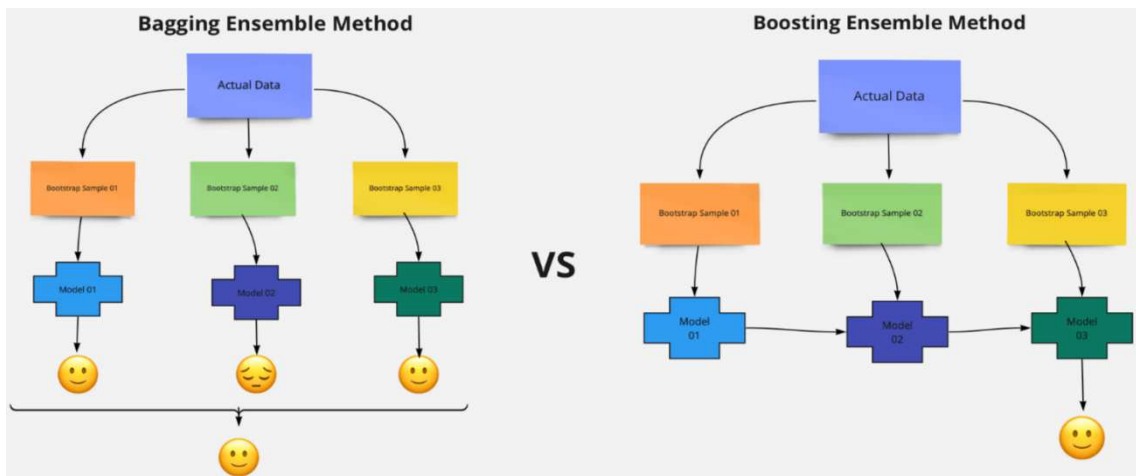 Bagging Ensemble Method
Actual Data
Bootstrap Sample 01
Bootstrap Sample 02
Bootstrap Sample 03
Model 01
Model 02
Model 03
VS
Boosting Ensemble Method
Actual Data
Bootstrap Sample 01
Bootstrap Sample 02
Bootstrap Sample 03
Model
01
Model
02
Model
03